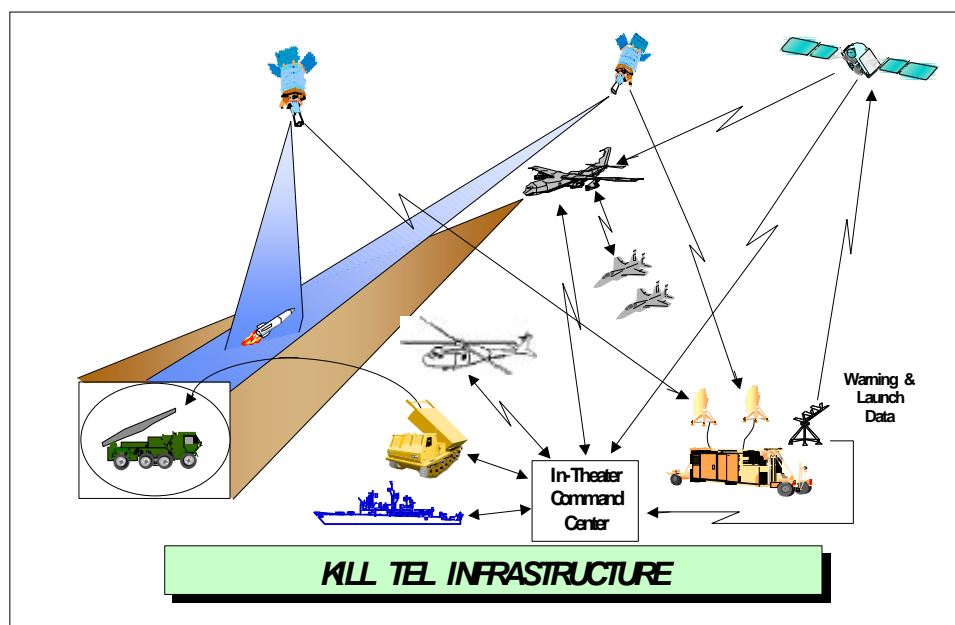 Warning &
Launch
Data
In-Theater
Command
Center
KILL TEL INFRASTRUCTURE